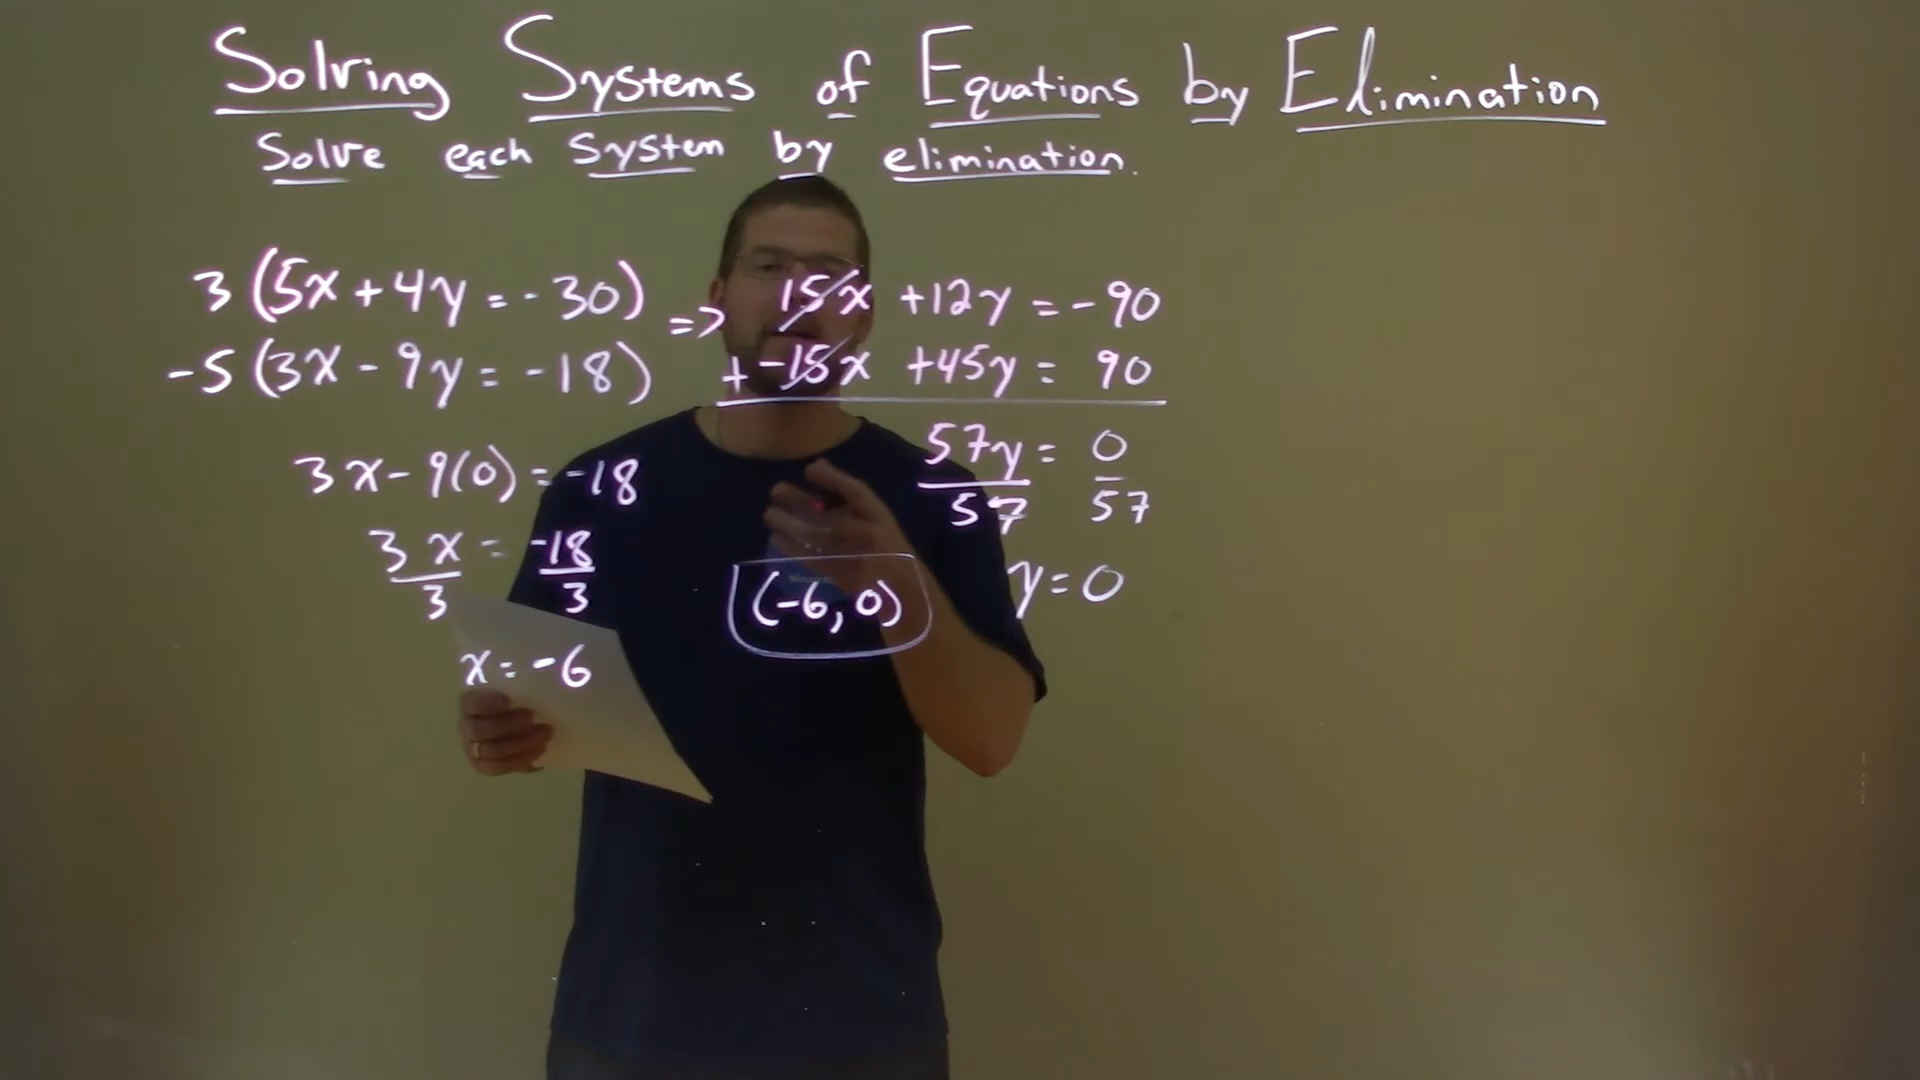 Solving Systems of Equations by Elimination
Solve each system by elimination.
3 (5x + 4y = -30) => 15x + 12y = -90
-5 (3x - 9y = -18) + -15x + 45y = 90
57y = 0
57 57
3x - 9(0) = -18
3x = -18
3 3
y = 0
(-6, 0)
x = -6